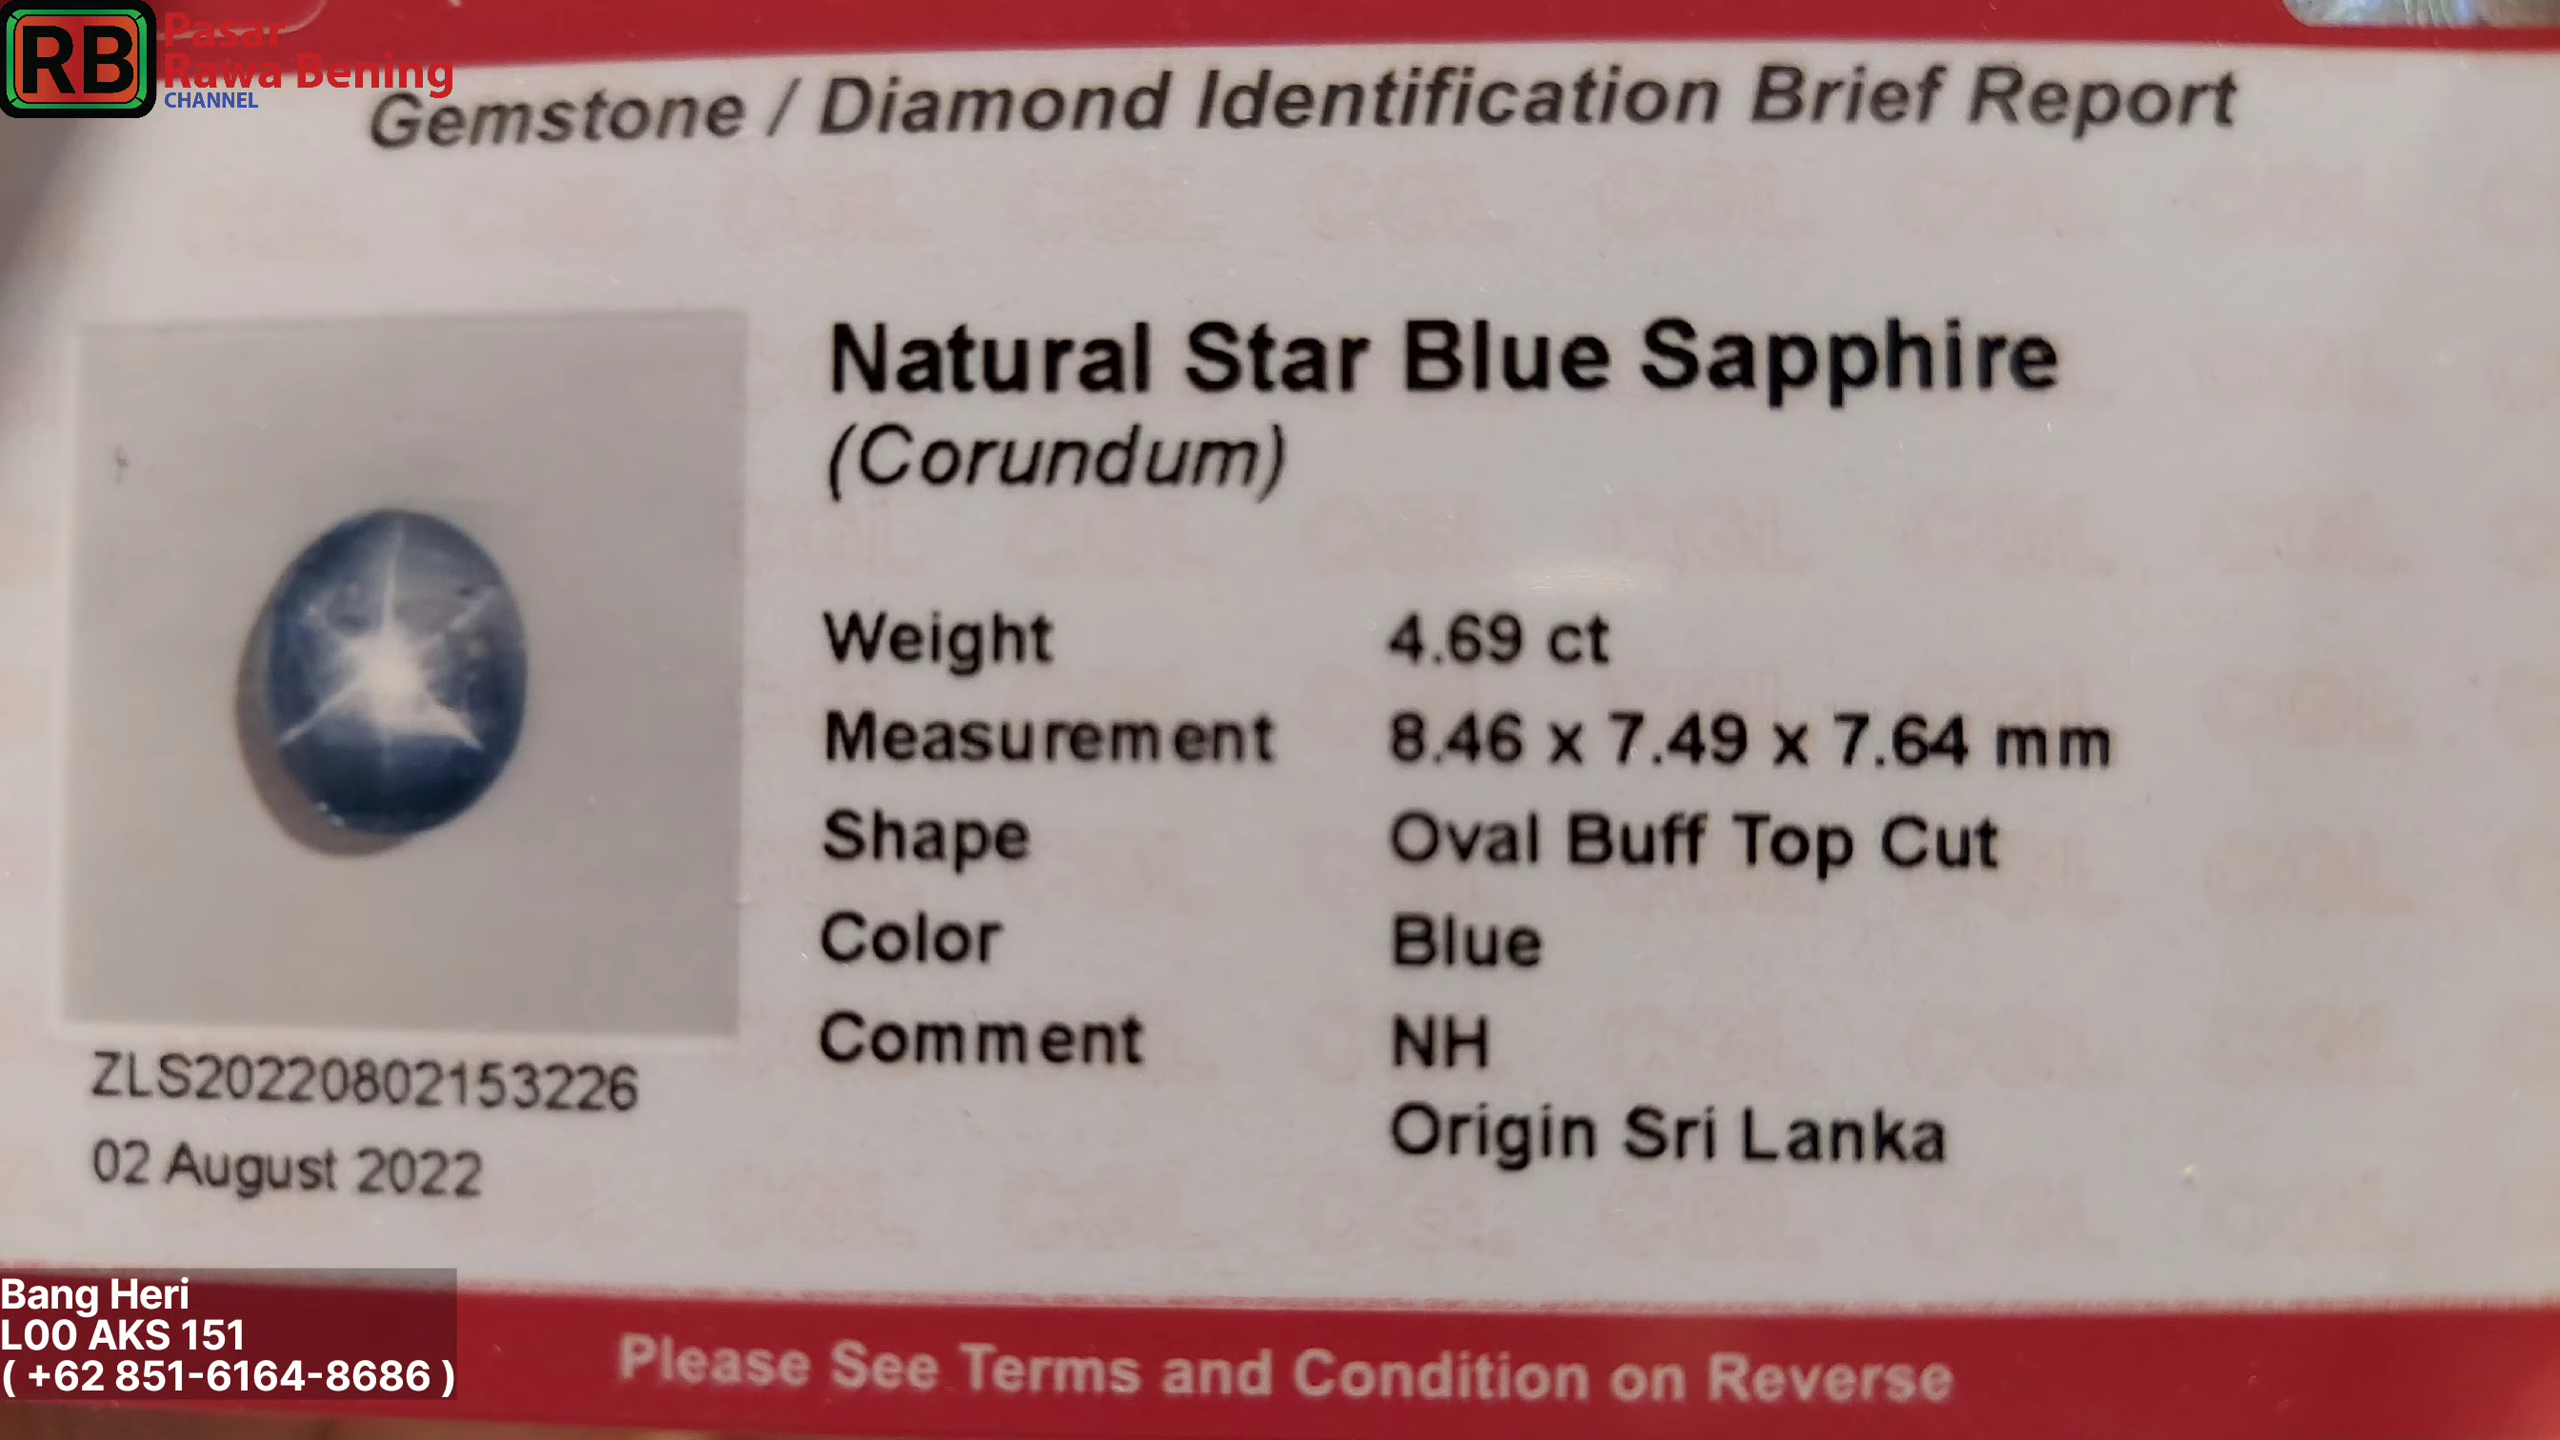 RB
Pasar
Rawa Bening
CHANNEL
Gemstone / Diamond Identification Brief Report
Natural Star Blue Sapphire
(Corundum)
Weight 4.69 ct
Measurement 8.46 x 7.49 x 7.64 mm
Shape Oval Buff Top Cut
Color Blue
Comment NH
Origin Sri Lanka
ZLS20220802153226
02 August 2022
Bang Heri
L00 AKS 151
( +62 851-6164-8686 )
Please See Terms and Condition on Reverse